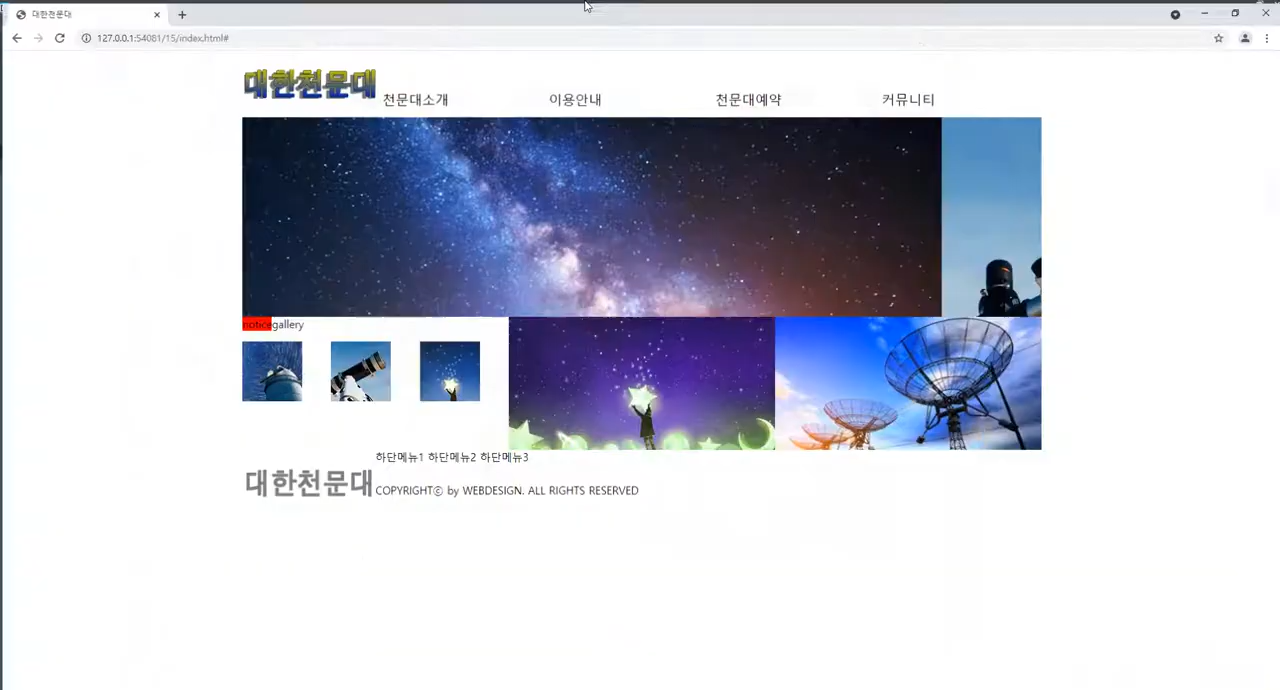 대한천문대
127.0.0.1:54081/15/index.html#
대한천문대
천문대소개 이용안내 천문대예약 커뮤니티
noticegallery
하단메뉴1 하단메뉴2 하단메뉴3
대한천문대
COPYRIGHTⓒ by WEBDESIGN. ALL RIGHTS RESERVED